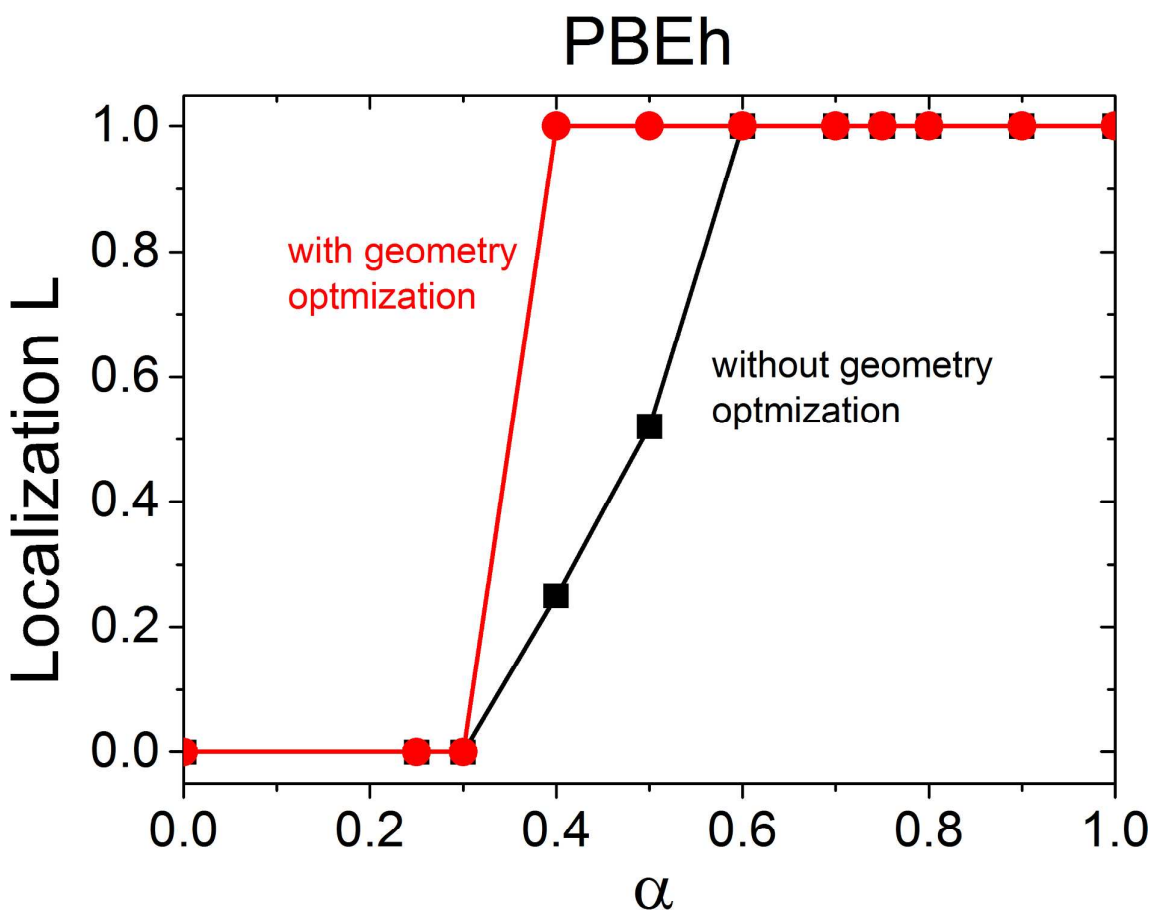 PBEh
Localization L
1.0
0.8
0.6
0.4
0.2
0.0
with geometry
optmization
without geometry
optmization
0.0 0.2 0.4 0.6 0.8 1.0
α